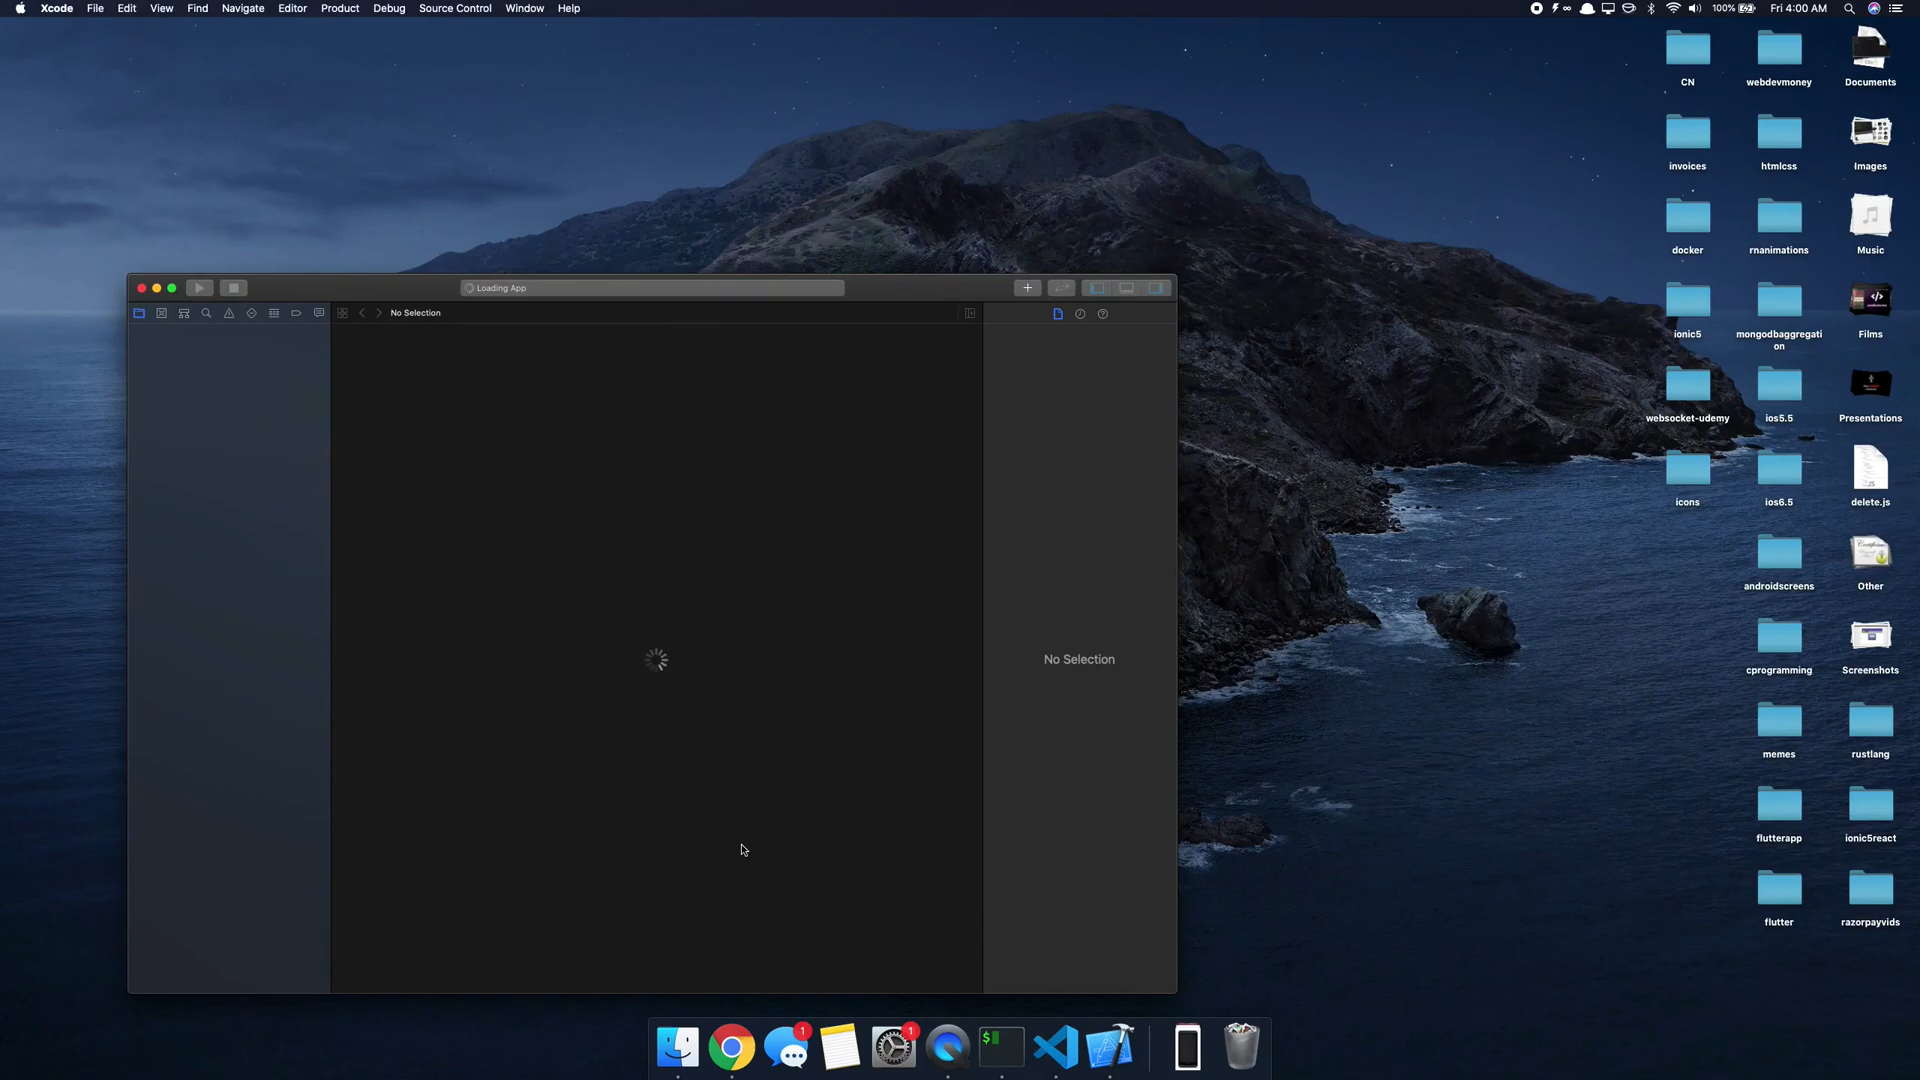 Xcode File Edit View Find Navigate Editor Product Debug Source Control Window Help
100% Fri 4:00 AM
CN webdevmoney Documents
invoices htmlcss Images
docker rnanimations Music
Loading App
No Selection
ionic5 mongodbaggregati
on Films
websocket-udemy ios5.5 Presentations
icons ios6.5 delete.js
androidscreens Other
No Selection
cprogramming Screenshots
memes rustlang
flutterapp ionic5react
flutter razorpayvids
1
1
$